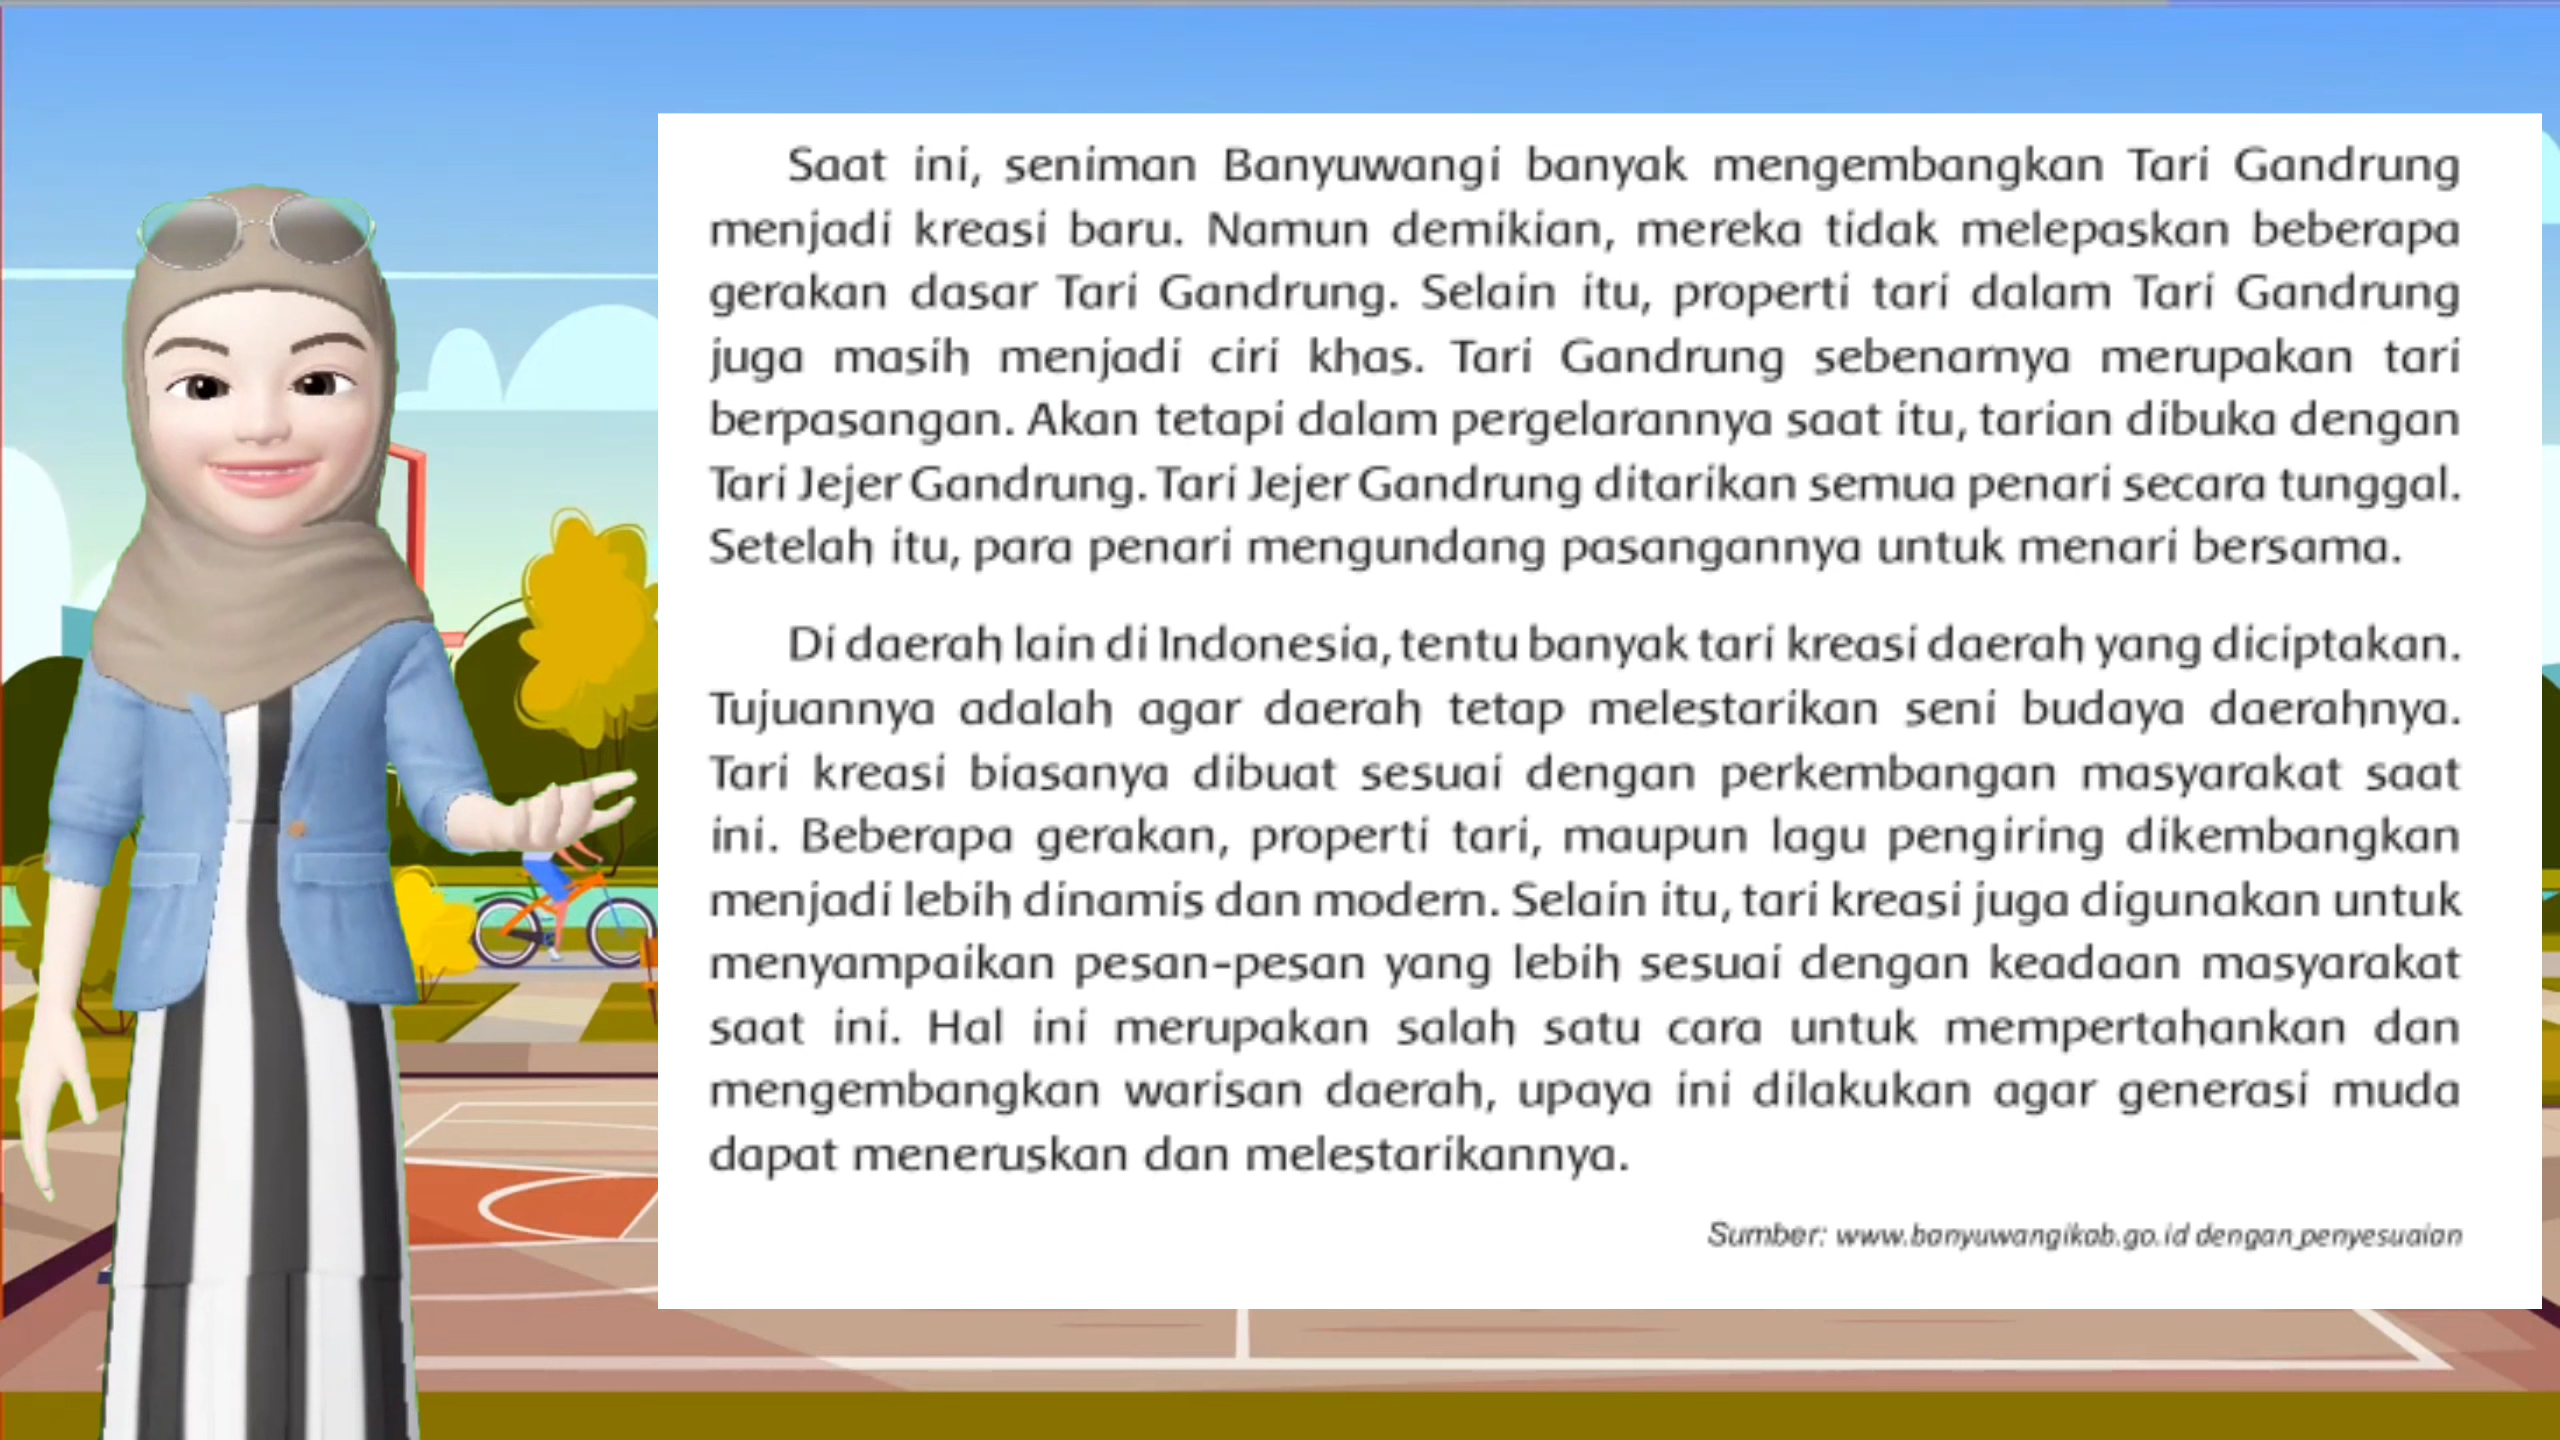 Saat ini, seniman Banyuwangi banyak mengembangkan Tari Gandrung
menjadi kreasi baru. Namun demikian, mereka tidak melepaskan beberapa
gerakan dasar Tari Gandrung. Selain itu, properti tari dalam Tari Gandrung
juga masih menjadi ciri khas. Tari Gandrung sebenarnya merupakan tari
berpasangan. Akan tetapi dalam pergelarannya saat itu, tarian dibuka dengan
Tari Jejer Gandrung. Tari Jejer Gandrung ditarikan semua penari secara tunggal.
Setelah itu, para penari mengundang pasangannya untuk menari bersama.
Di daerah lain di Indonesia, tentu banyak tari kreasi daerah yang diciptakan.
Tujuannya adalah agar daerah tetap melestarikan seni budaya daerahnya.
Tari kreasi biasanya dibuat sesuai dengan perkembangan masyarakat saat
ini. Beberapa gerakan, properti tari, maupun lagu pengiring dikembangkan
menjadi lebih dinamis dan modern. Selain itu, tari kreasi juga digunakan untuk
menyampaikan pesan-pesan yang lebih sesuai dengan keadaan masyarakat
saat ini. Hal ini merupakan salah satu cara untuk mempertahankan dan
mengembangkan warisan daerah, upaya ini dilakukan agar generasi muda
dapat meneruskan dan melestarikannya.
Sumber: www.banyuwangikab.go.id dengan penyesuaian